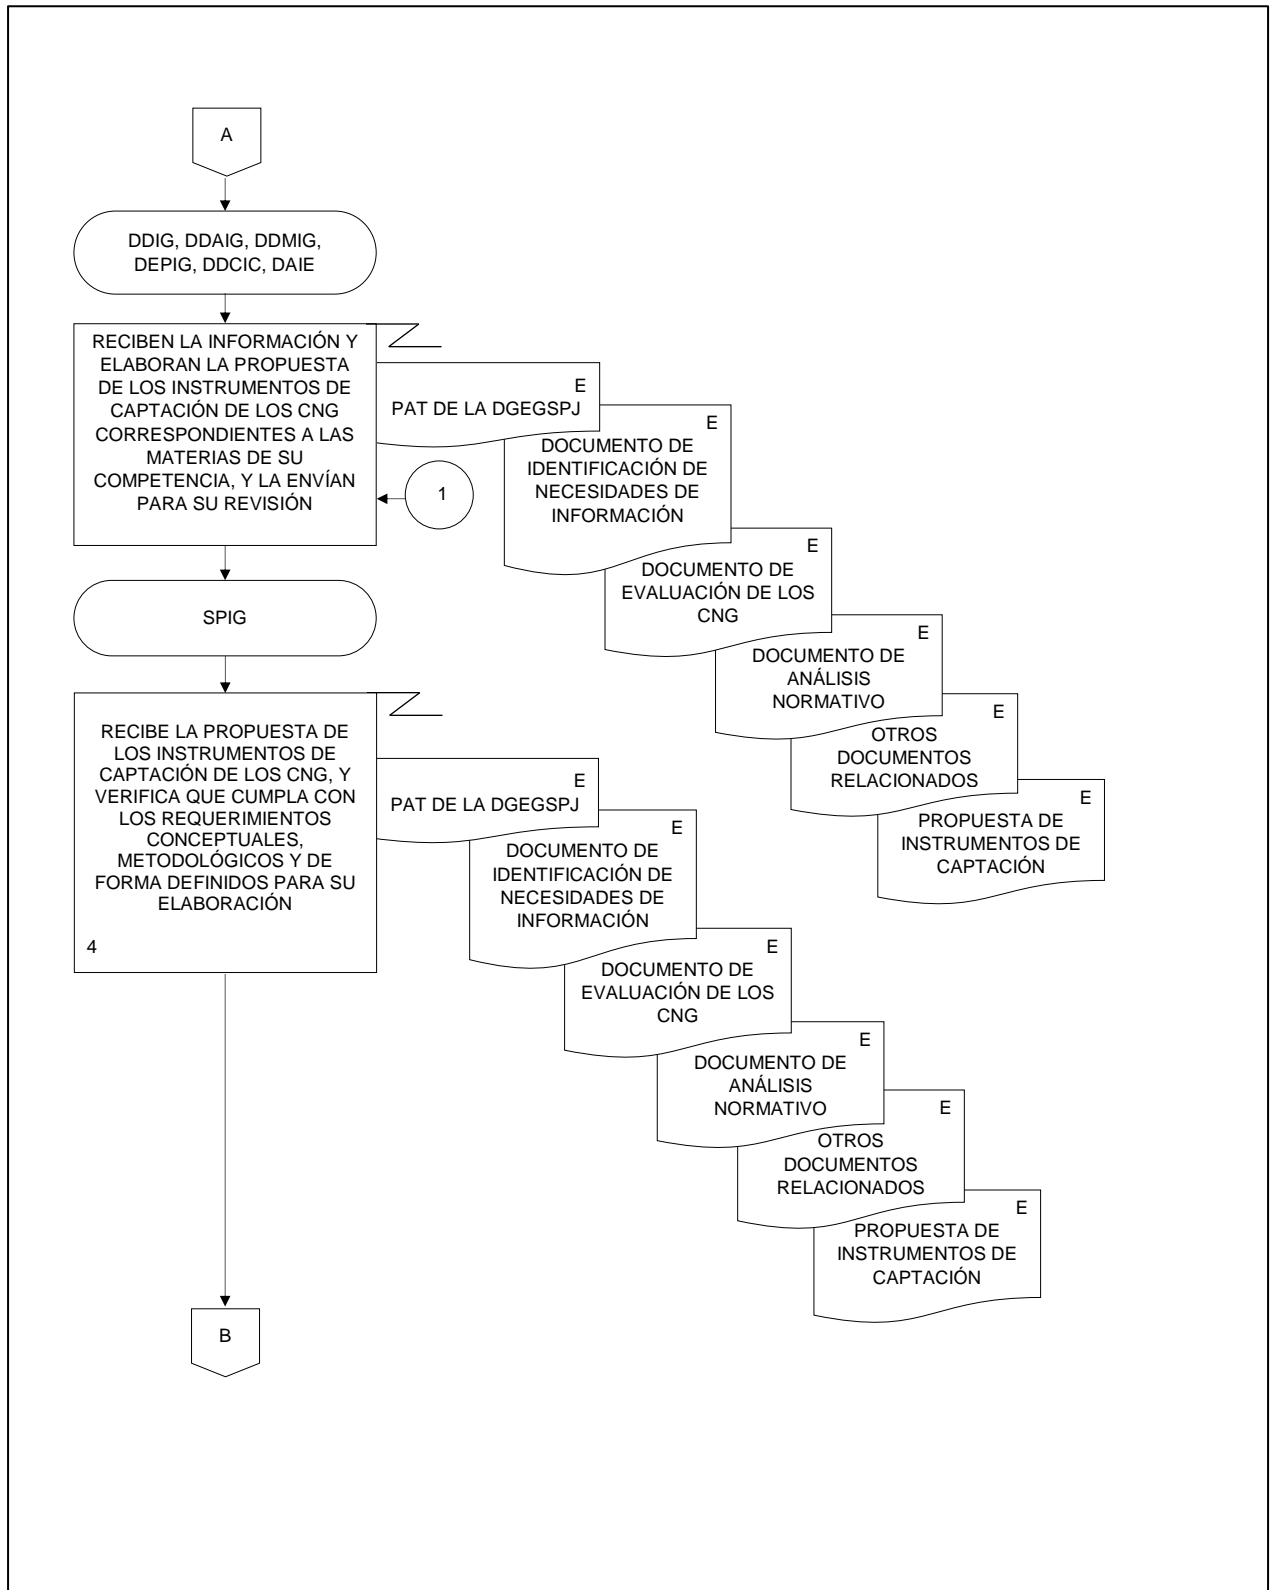 A
DDIG, DDAIG, DDMIG,
DEPIG, DDCIC, DAIE
RECIBEN LA INFORMACIÓN Y
ELABORAN LA PROPUESTA
DE LOS INSTRUMENTOS DE
CAPTACIÓN DE LOS CNG
CORRESPONDIENTES A LAS
MATERIAS DE SU
COMPETENCIA, Y LA ENVÍAN
PARA SU REVISIÓN
1
E
PAT DE LA DGEGSPJ
E
DOCUMENTO DE
IDENTIFICACIÓN DE
NECESIDADES DE
INFORMACIÓN
E
DOCUMENTO DE
EVALUACIÓN DE LOS
CNG
E
DOCUMENTO DE
ANÁLISIS
NORMATIVO
E
OTROS
DOCUMENTOS
RELACIONADOS
E
PROPUESTA DE
INSTRUMENTOS DE
CAPTACIÓN
SPIG
RECIBE LA PROPUESTA DE
LOS INSTRUMENTOS DE
CAPTACIÓN DE LOS CNG, Y
VERIFICA QUE CUMPLA CON
LOS REQUERIMIENTOS
CONCEPTUALES,
METODOLÓGICOS Y DE
FORMA DEFINIDOS PARA SU
ELABORACIÓN
4
E
PAT DE LA DGEGSPJ
E
DOCUMENTO DE
IDENTIFICACIÓN DE
NECESIDADES DE
INFORMACIÓN
E
DOCUMENTO DE
EVALUACIÓN DE LOS
CNG
E
DOCUMENTO DE
ANÁLISIS
NORMATIVO
E
OTROS
DOCUMENTOS
RELACIONADOS
E
PROPUESTA DE
INSTRUMENTOS DE
CAPTACIÓN
B